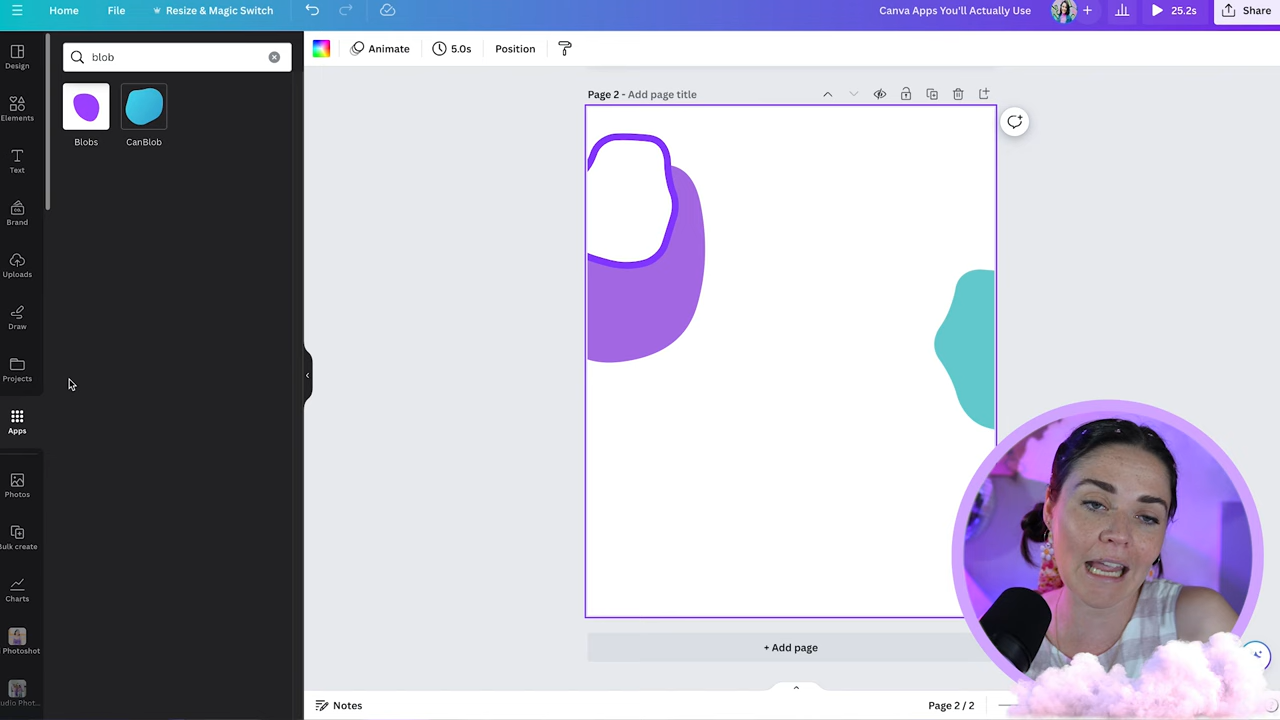 Home File Resize & Magic Switch Canva Apps You'll Actually Use 25.2s Share
Design
Elements
Text
Brand
Uploads
Draw
Projects
Apps
Photos
Bulk create
Charts
Photoshot
udio Phot...
blob
Blobs CanBlob
Animate 5.0s Position
Page 2 - Add page title
+ Add page
Notes Page 2 / 2